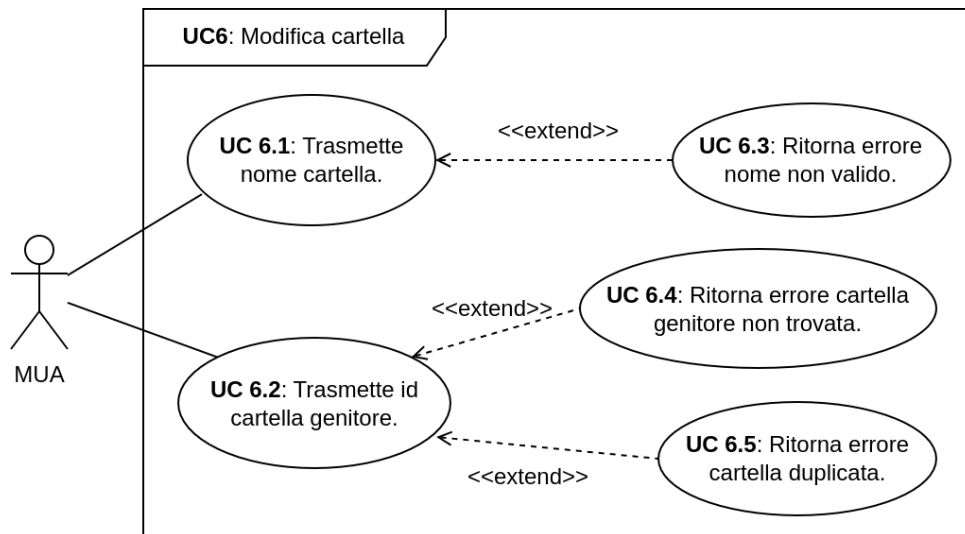 UC6: Modifica cartella
UC 6.1: Trasmette
nome cartella.
<<extend>>
UC 6.3: Ritorna errore
nome non valido.
MUA
UC 6.2: Trasmette id
cartella genitore.
<<extend>>
UC 6.4: Ritorna errore cartella
genitore non trovata.
<<extend>>
UC 6.5: Ritorna errore
cartella duplicata.